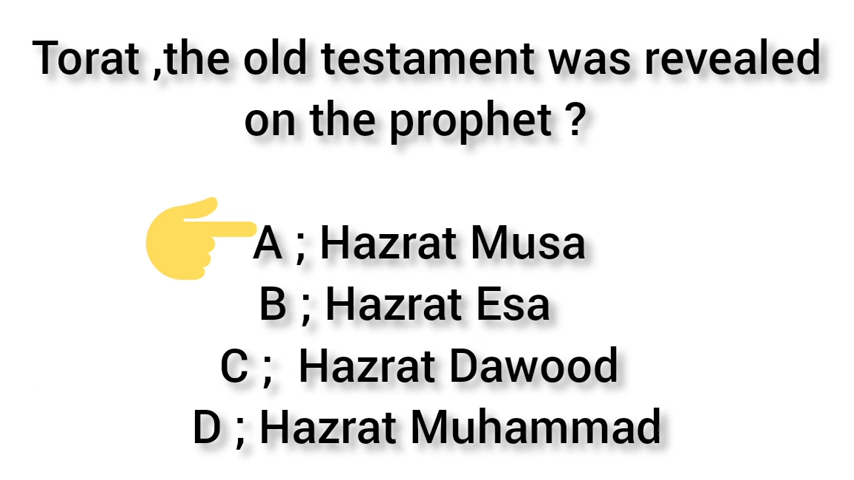 Torat ,the old testament was revealed
on the prophet ?
A ; Hazrat Musa
B ; Hazrat Esa
C ;  Hazrat Dawood
D ; Hazrat Muhammad